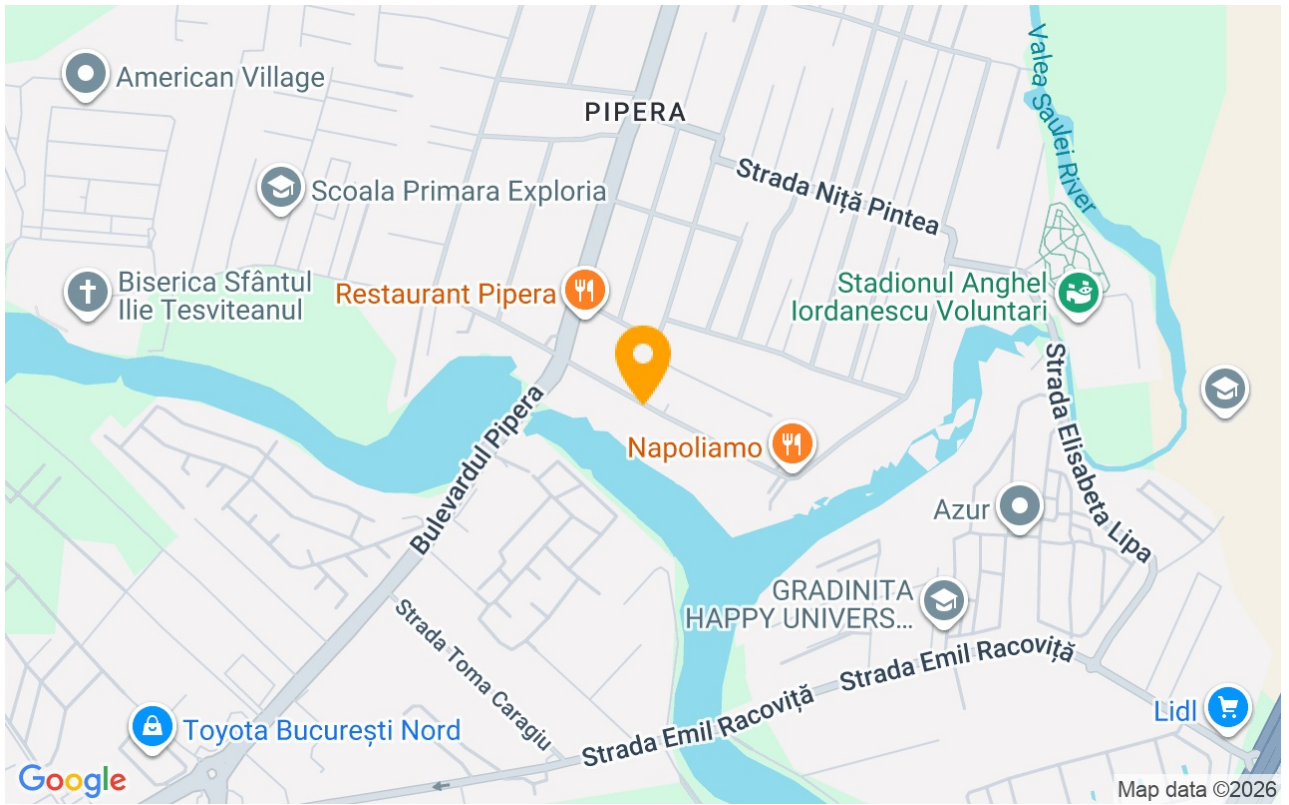 American Village
PIPERA
Valea Saulei River
Strada Niță Pintea
Scoala Primara Exploria
Biserica Sfântul
Ilie Tesviteanul
Restaurant Pipera
Stadionul Anghel
Iordanescu Voluntari
Bulevardul Pipera
Strada Elisabeta Lipa
Napoliamo
Azur
GRADINITA
HAPPY UNIVERS...
Strada Toma Caragiu
Strada Emil Racoviță
Strada Emil Racoviță
Toyota București Nord
Lidl
Google
Map data ©2026